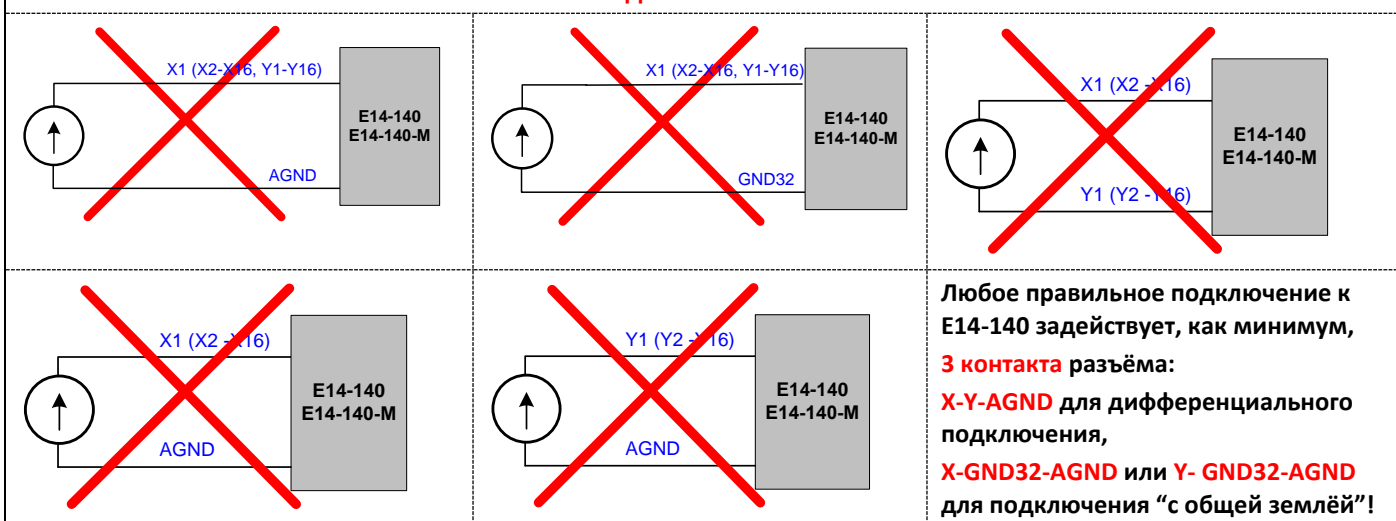 X1 (X2-X16, Y1-Y16)
E14-140
E14-140-M
AGND
X1 (X2-X16, Y1-Y16)
E14-140
E14-140-M
GND32
X1 (X2 -X16)
E14-140
E14-140-M
Y1 (Y2 -Y16)
X1 (X2 -X16)
E14-140
E14-140-M
AGND
Y1 (Y2 -Y16)
E14-140
E14-140-M
AGND
Любое правильное подключение к
E14-140 задействует, как минимум,
3 контакта разъёма:
X-Y-AGND для дифференциального
подключения,
X-GND32-AGND или Y- GND32-AGND
для подключения “с общей землёй”!